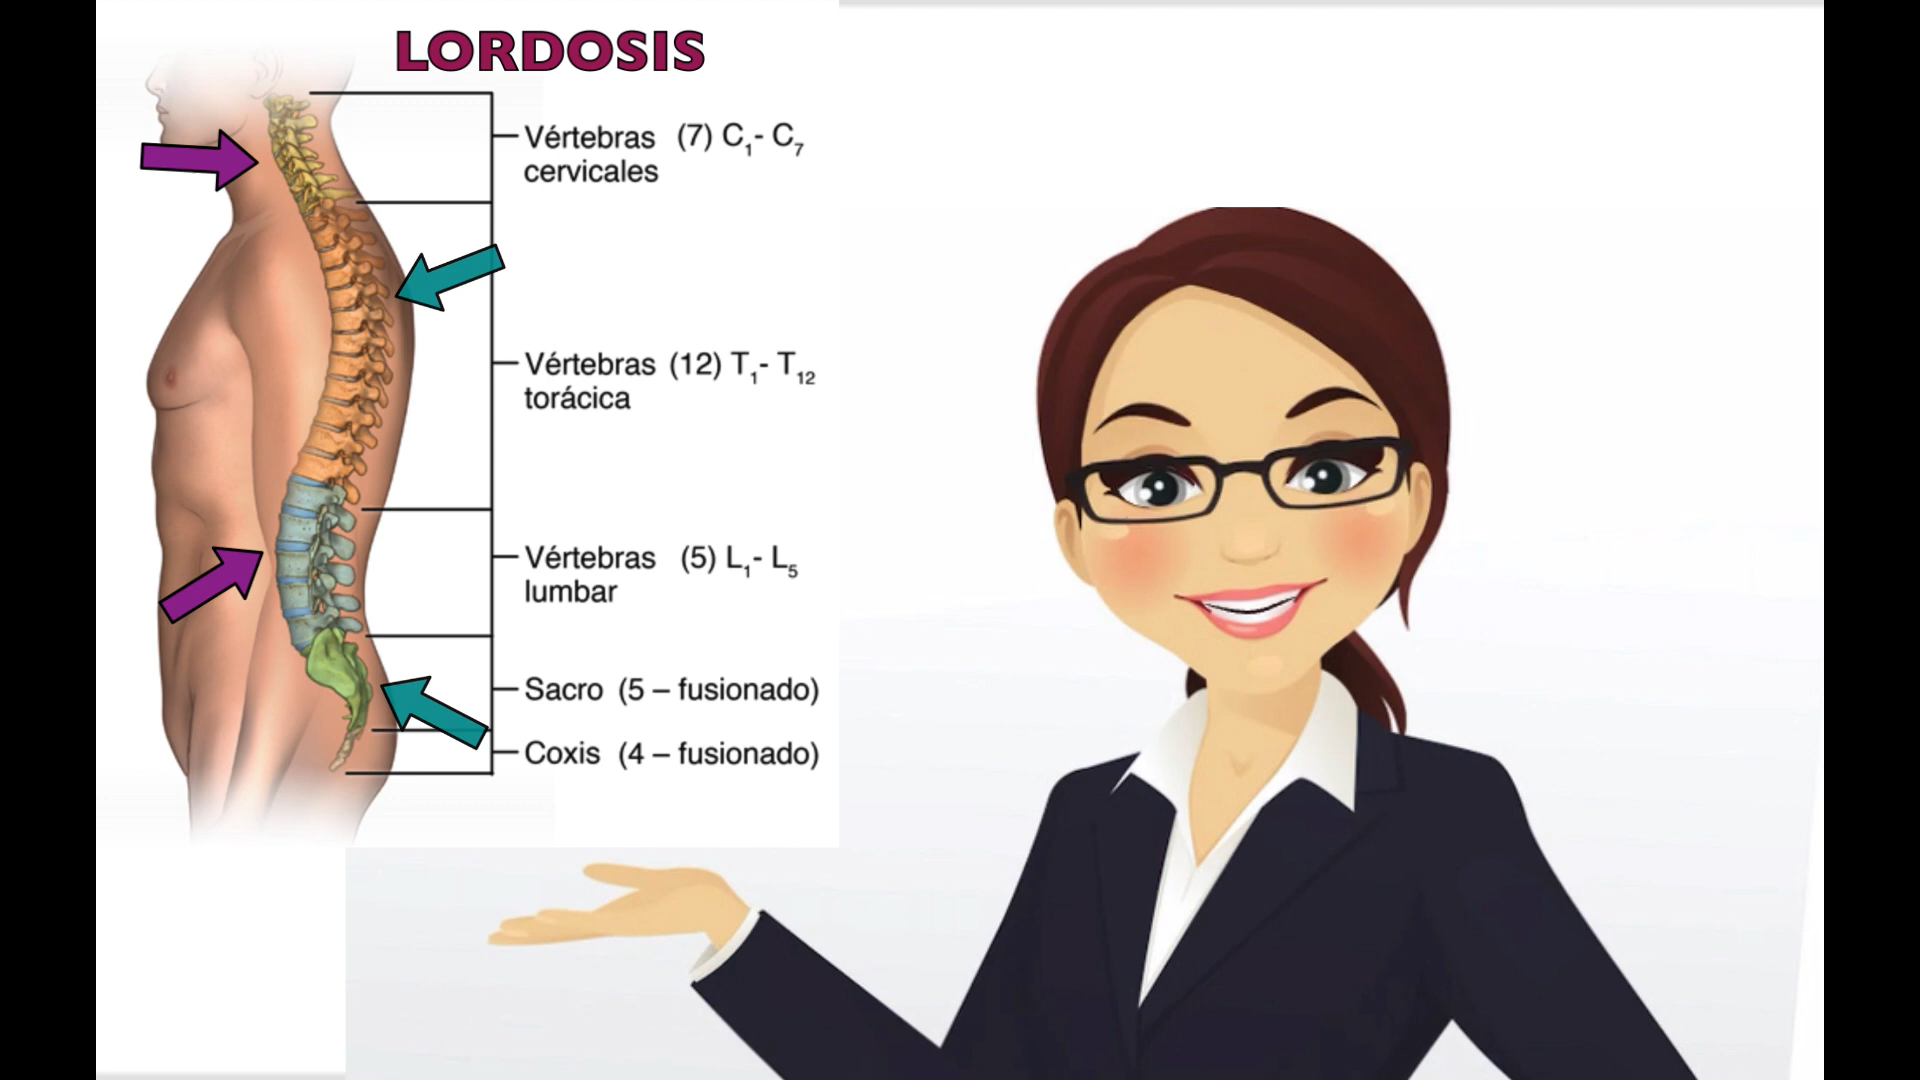 LORDOSIS
Vértebras (7) C₁- C₇
cervicales
Vértebras (12) T₁- T₁₂
torácica
Vértebras (5) L₁- L₅
lumbar
Sacro (5 – fusionado)
Coxis (4 – fusionado)